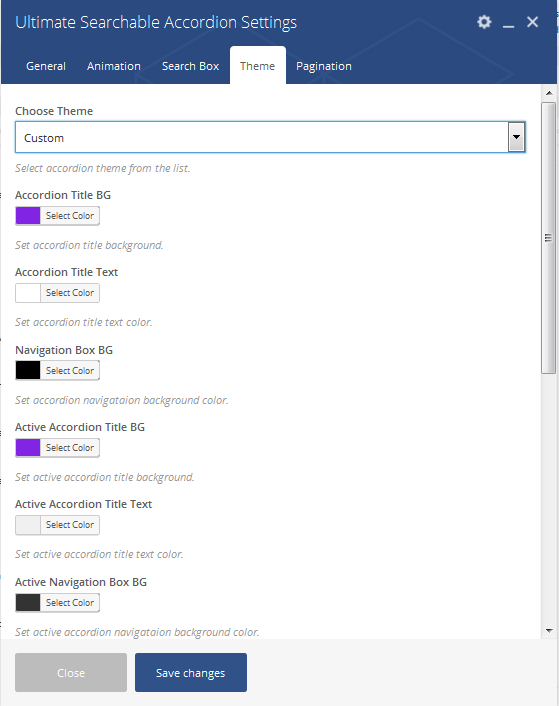 Ultimate Searchable Accordion Settings
General Animation Search Box Theme Pagination
Choose Theme
Custom
Select accordion theme from the list.
Accordion Title BG
Select Color
Set accordion title background.
Accordion Title Text
Select Color
Set accordion title text color.
Navigation Box BG
Select Color
Set accordion navigataion background color.
Active Accordion Title BG
Select Color
Set active accordion title background.
Active Accordion Title Text
Select Color
Set active accordion title text color.
Active Navigation Box BG
Select Color
Set active accordion navigataion background color.
Close Save changes